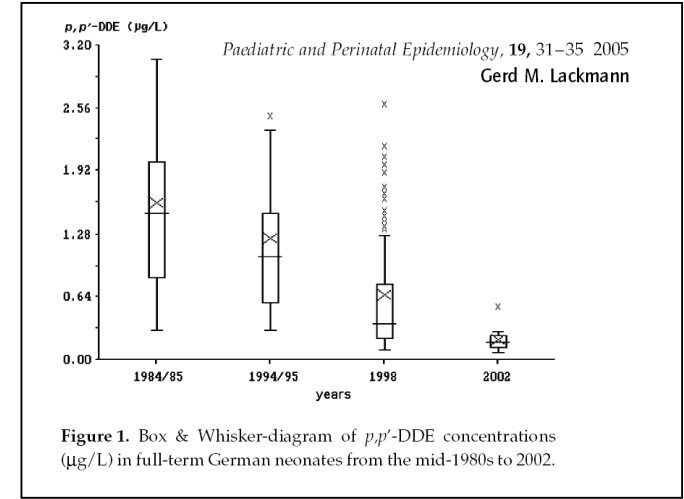 p,p′-DDE (µg/L)
Paediatric and Perinatal Epidemiology, 19, 31–35 2005
Gerd M. Lackmann
3.20
2.56
1.92
1.28
0.64
0.00
1984/85 1994/95 1998 2002
years
Figure 1. Box & Whisker-diagram of p,p′-DDE concentrations
(µg/L) in full-term German neonates from the mid-1980s to 2002.